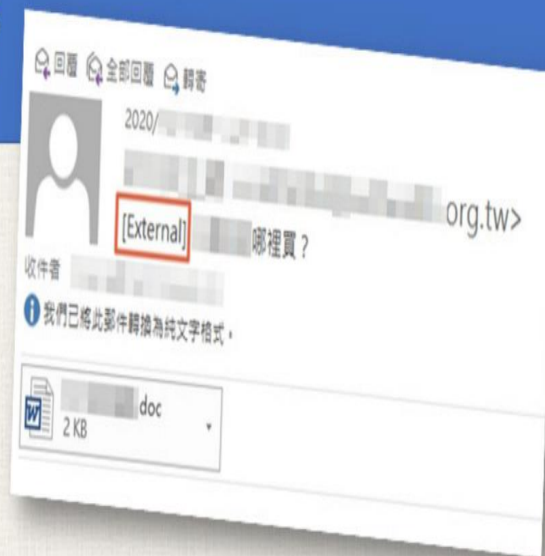 回覆 全部回覆 轉寄
2020/
org.tw>
[External] 哪裡買？
收件者
我們已將此郵件轉換為純文字格式。
doc
2 KB